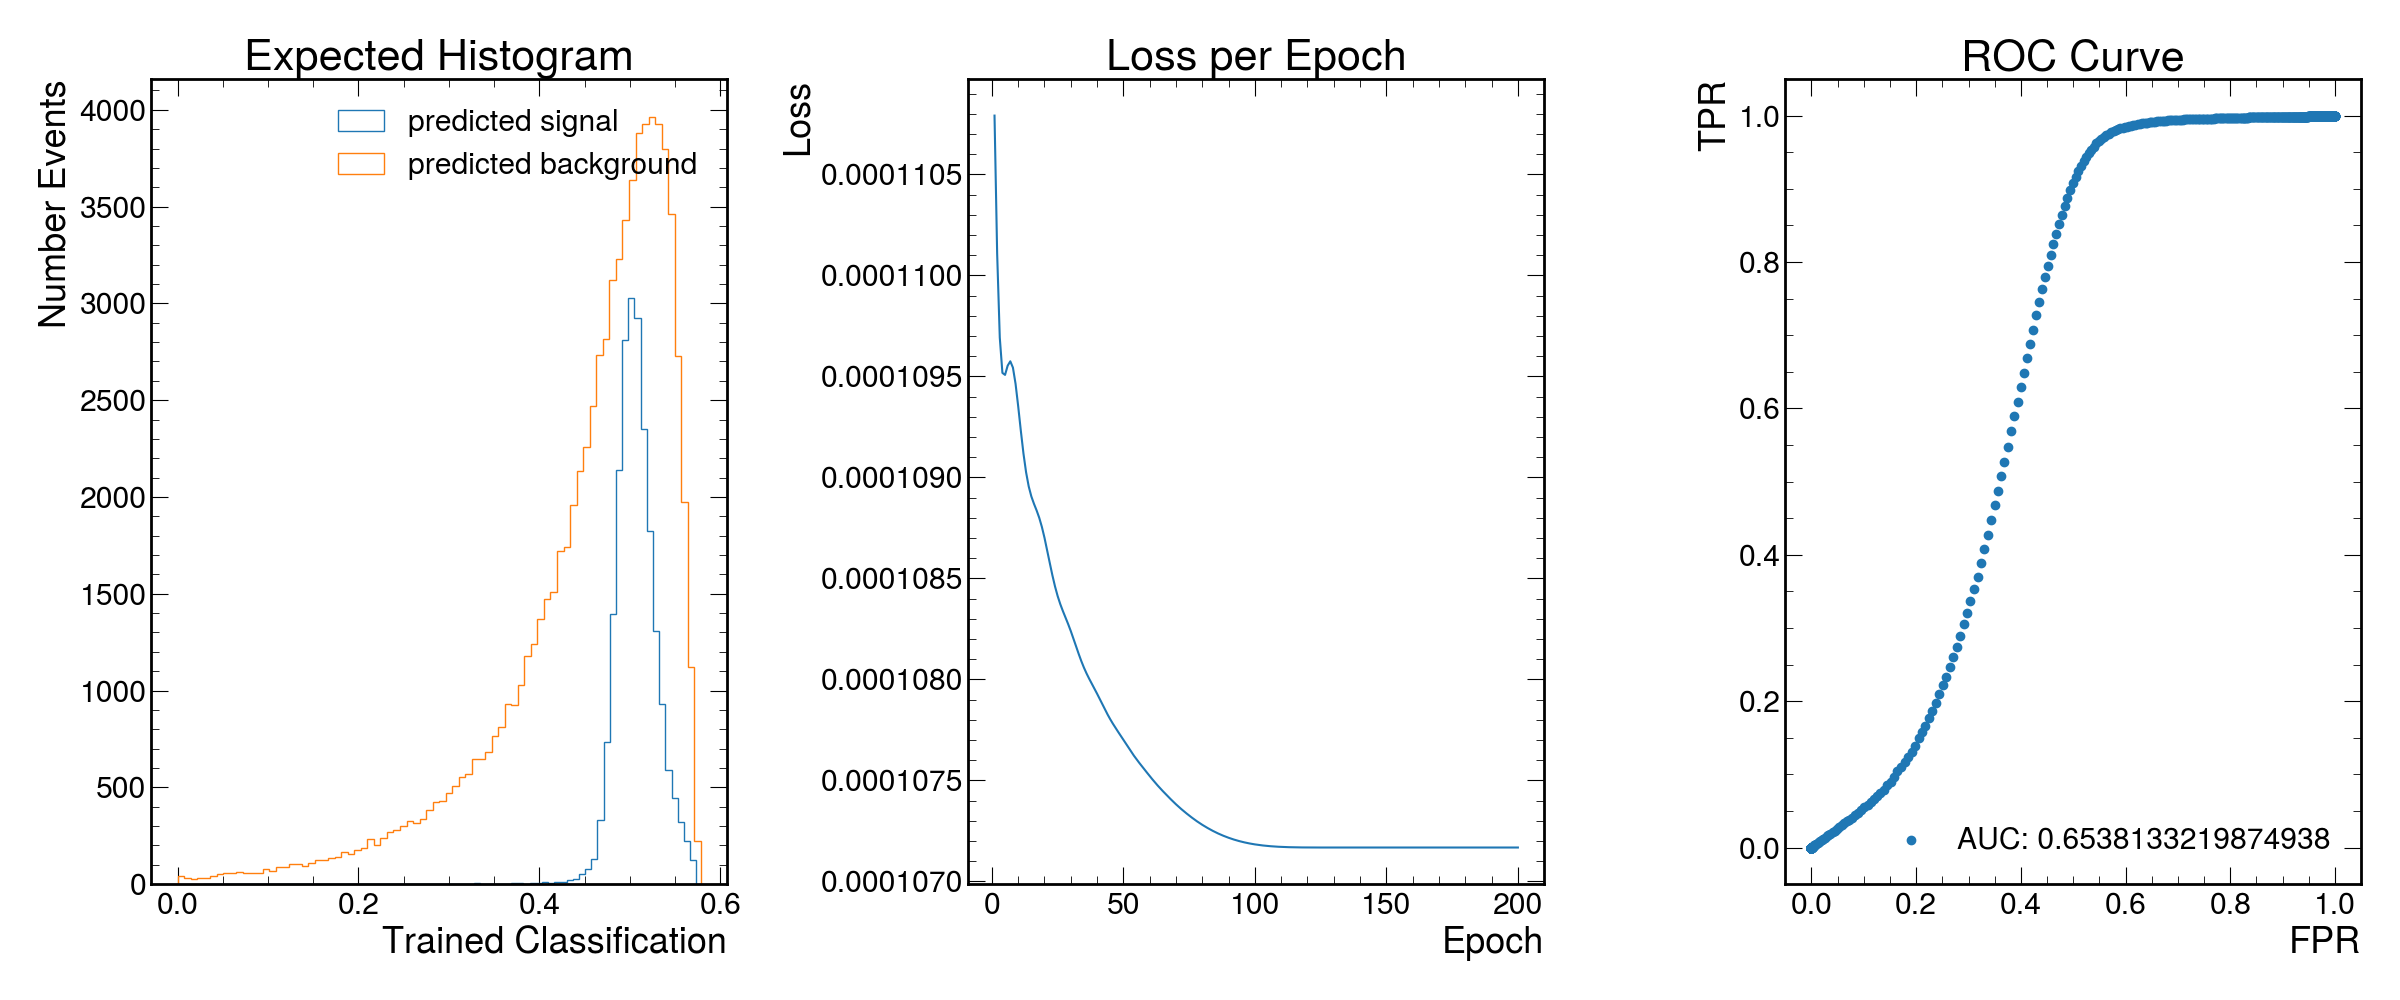 Expected Histogram
Number Events
4000
3500
3000
2500
2000
1500
1000
500
0
predicted signal
predicted background
0.0 0.2 0.4 0.6
Trained Classification
Loss per Epoch
Loss
0.0001105
0.0001100
0.0001095
0.0001090
0.0001085
0.0001080
0.0001075
0.0001070
0 50 100 150 200
Epoch
ROC Curve
TPR
1.0
0.8
0.6
0.4
0.2
0.0
AUC: 0.6538133219874938
0.0 0.2 0.4 0.6 0.8 1.0
FPR